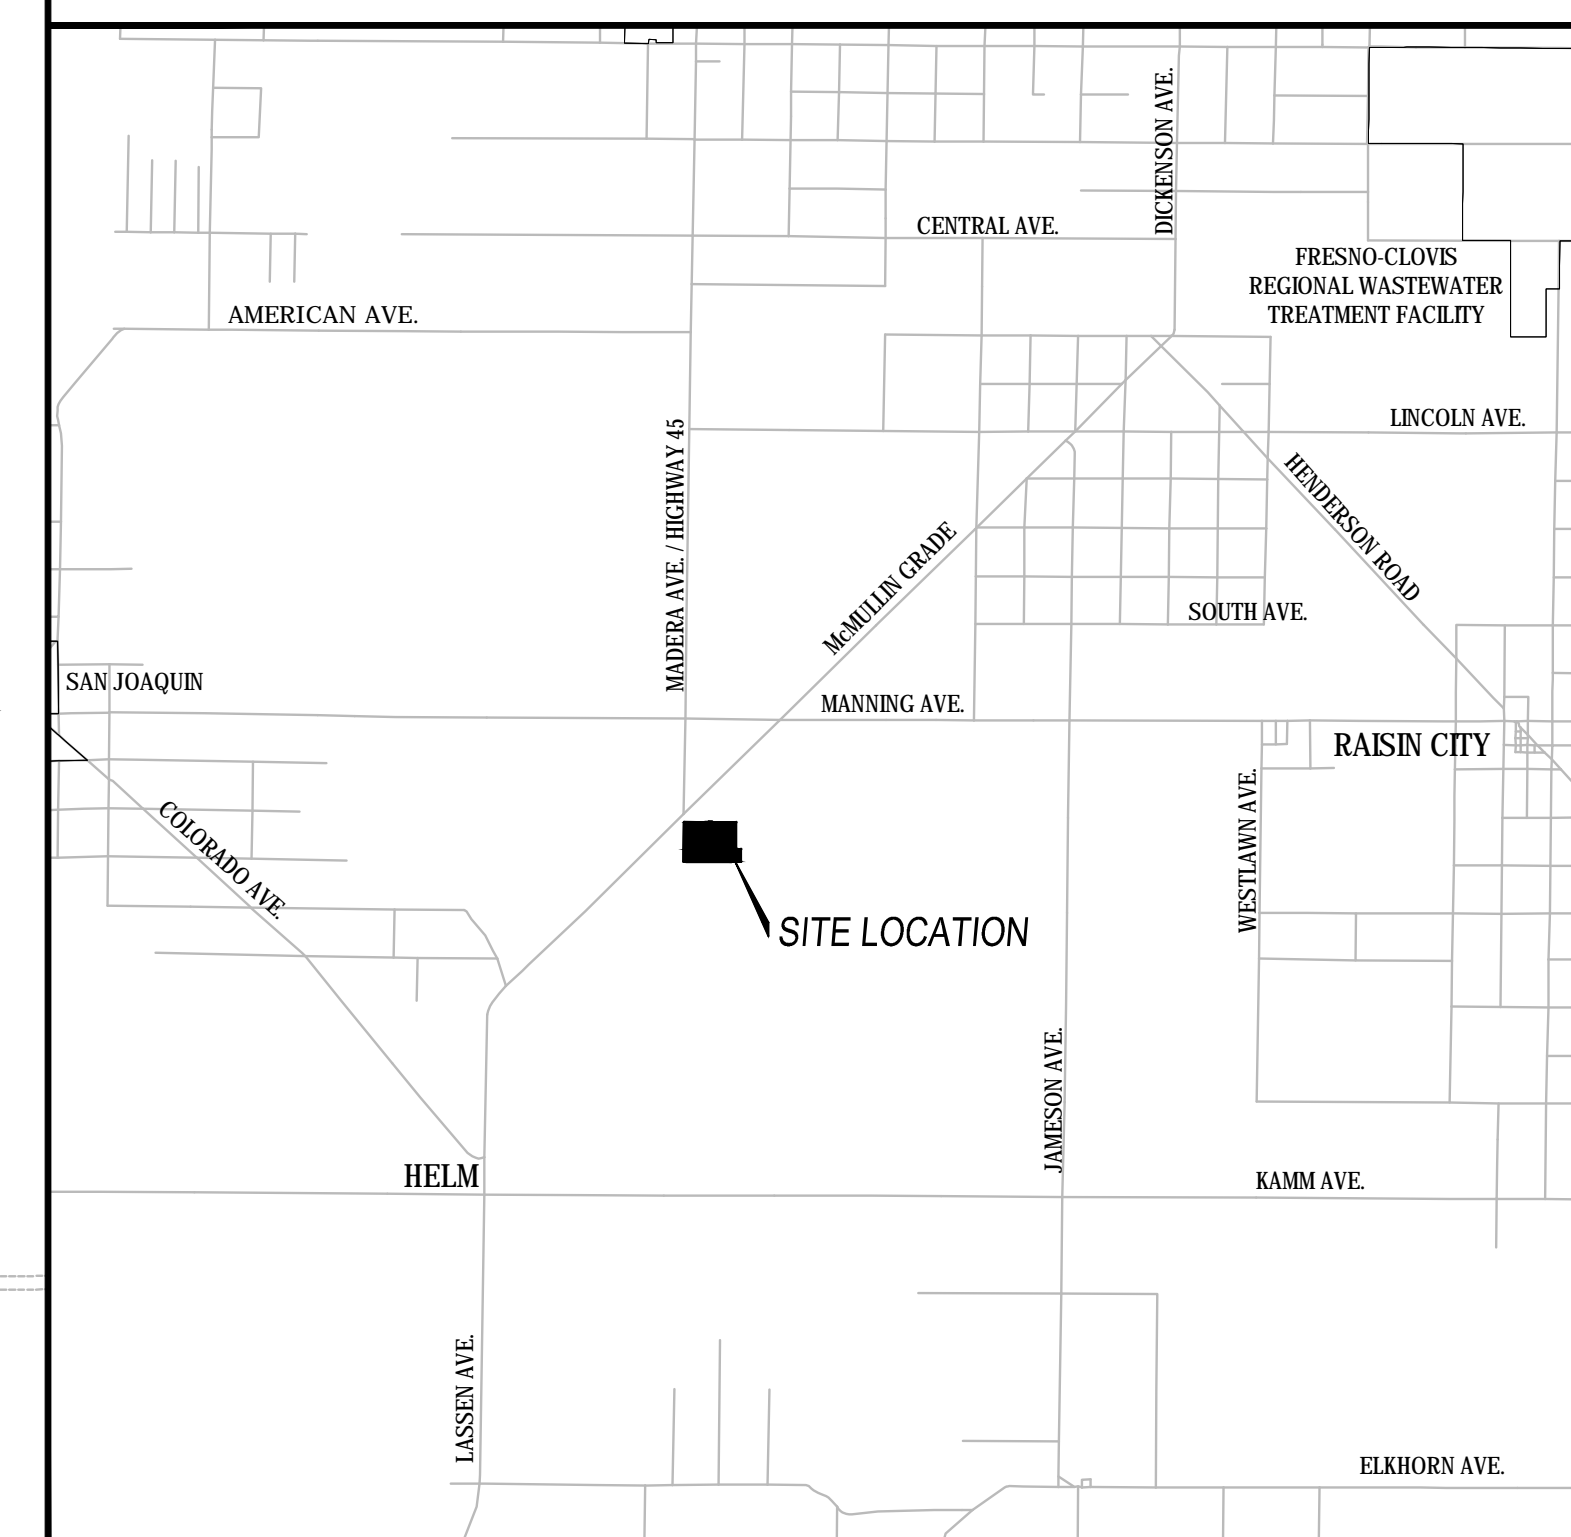 DICKENSON AVE.
CENTRAL AVE.
FRESNO-CLOVIS
REGIONAL WASTEWATER
TREATMENT FACILITY
AMERICAN AVE.
LINCOLN AVE.
MADERA AVE. / HIGHWAY 45
HENDERSON ROAD
McMULLIN GRADE
SOUTH AVE.
SAN JOAQUIN
MANNING AVE.
RAISIN CITY
COLORADO AVE.
WESTLAWN AVE.
SITE LOCATION
JAMESON AVE.
HELM
KAMM AVE.
LASSEN AVE.
ELKHORN AVE.